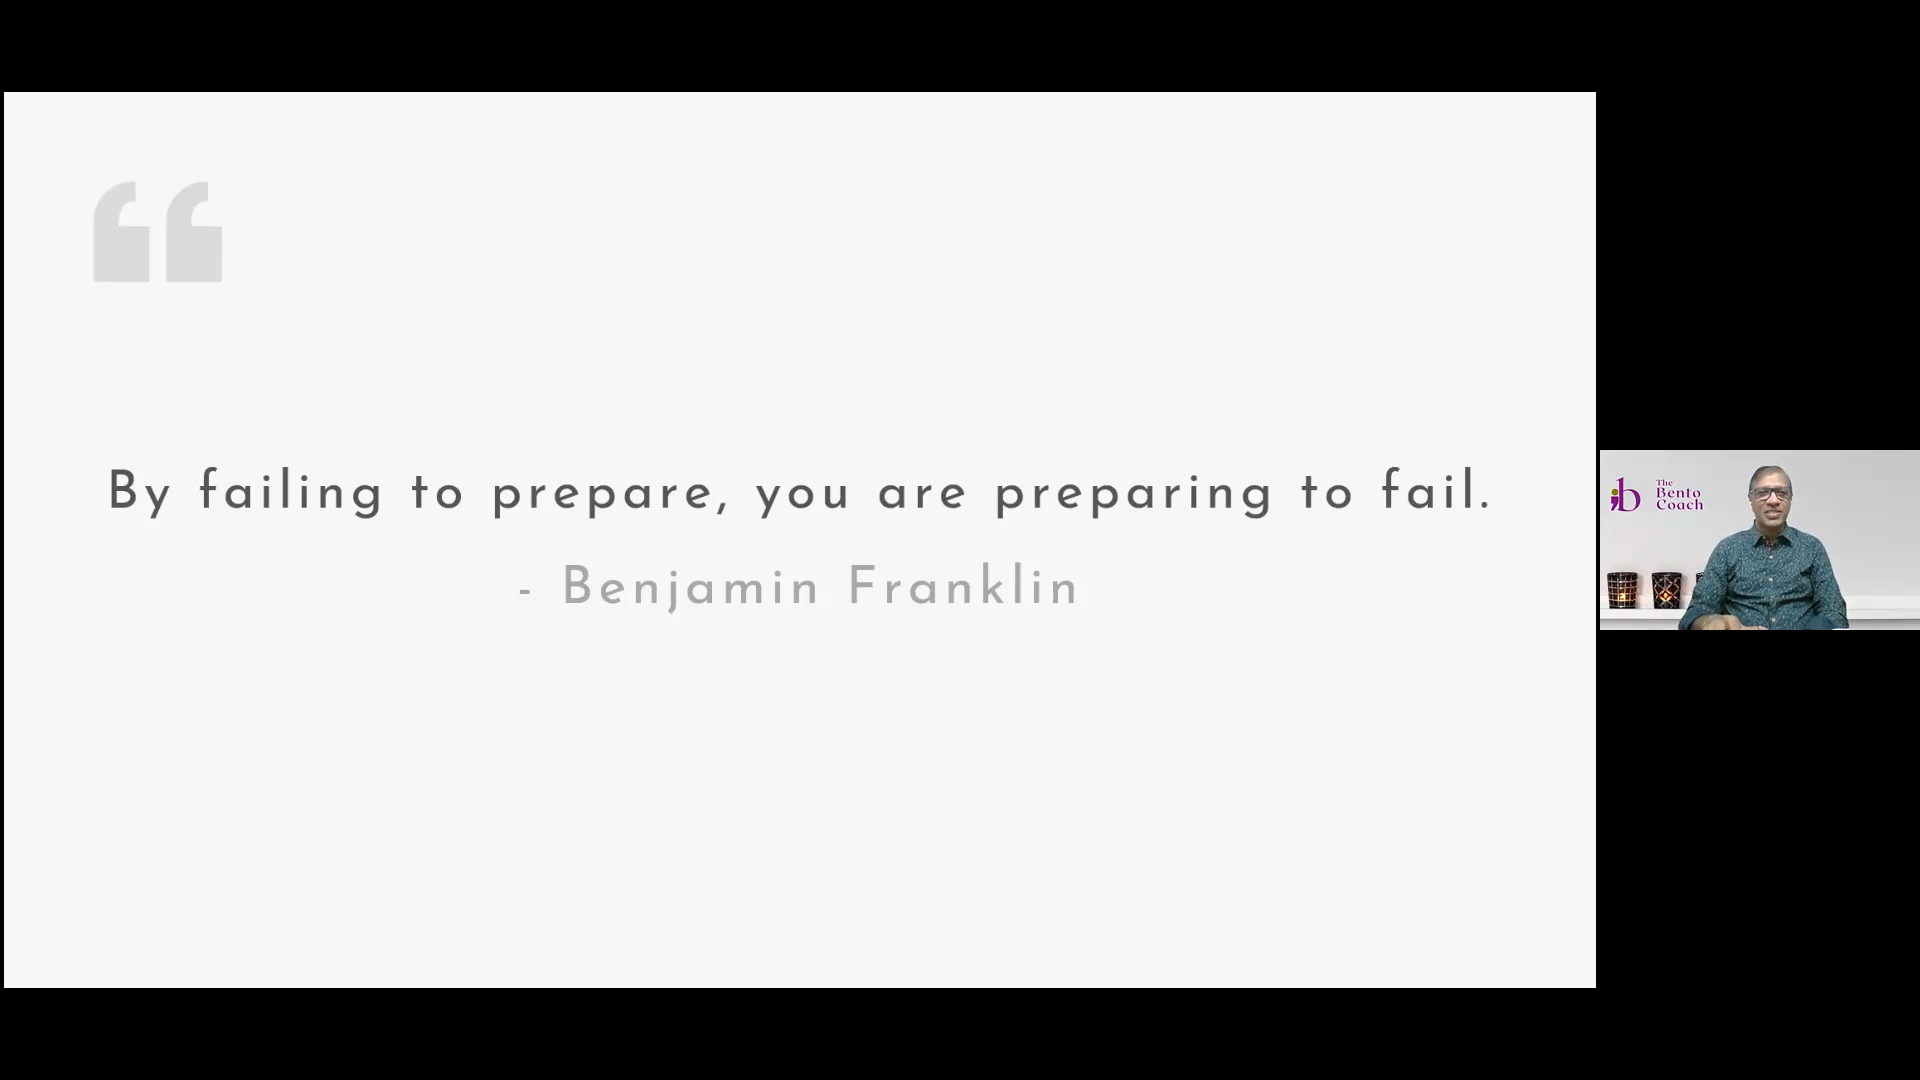 By failing to prepare, you are preparing to fail.
- Benjamin Franklin
The
Bento
Coach